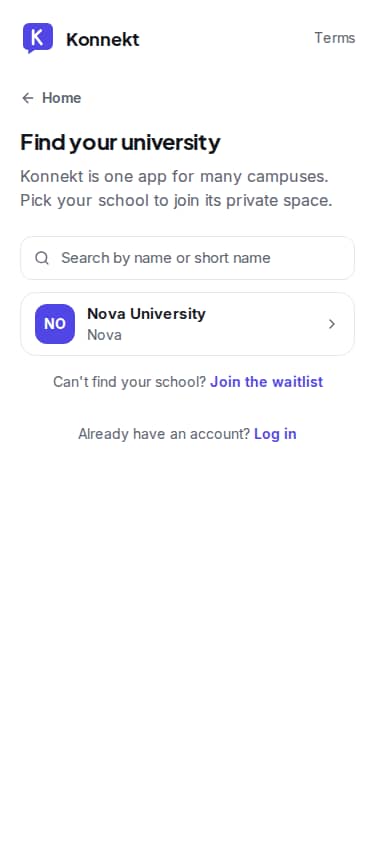 Konnekt
Terms
Home
Find your university
Konnekt is one app for many campuses.
Pick your school to join its private space.
Search by name or short name
NO
Nova University
Nova
Can't find your school? Join the waitlist
Already have an account? Log in